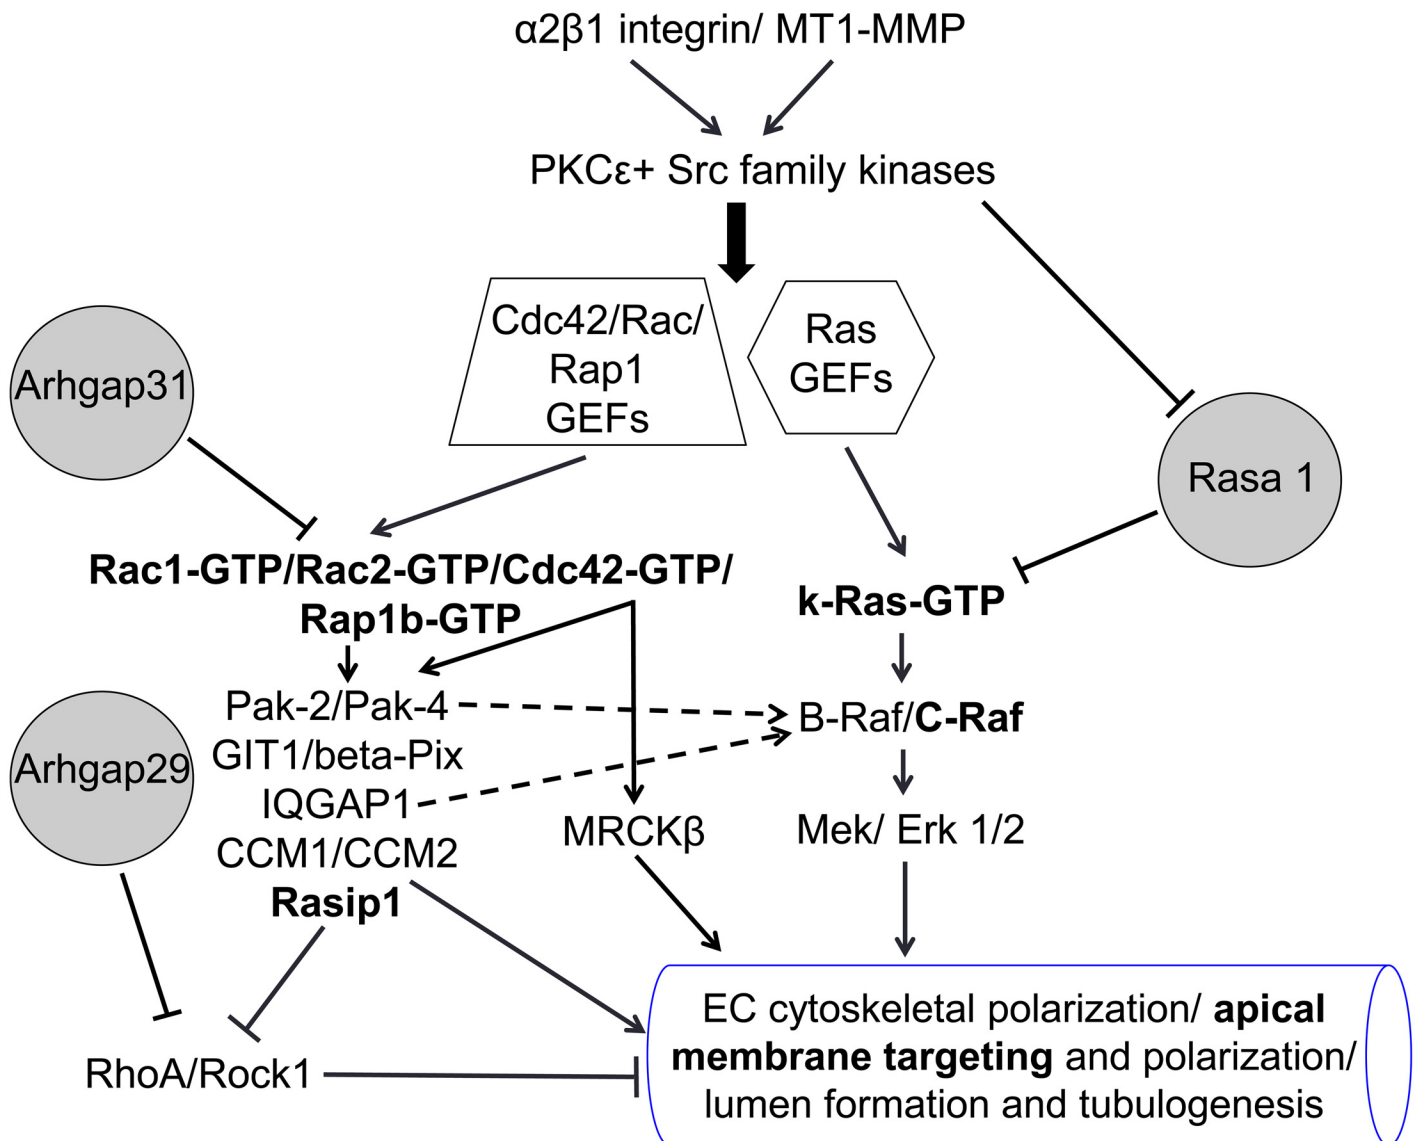 α2β1 integrin/ MT1-MMP
PKCε+ Src family kinases
Cdc42/Rac/
Rap1
GEFs
Ras
GEFs
Arhgap31
Rasa 1
Rac1-GTP/Rac2-GTP/Cdc42-GTP/
Rap1b-GTP
k-Ras-GTP
Pak-2/Pak-4
GIT1/beta-Pix
IQGAP1
CCM1/CCM2
Rasip1
B-Raf/C-Raf
Arhgap29
MRCKβ
Mek/ Erk 1/2
RhoA/Rock1
EC cytoskeletal polarization/ apical
membrane targeting and polarization/
lumen formation and tubulogenesis